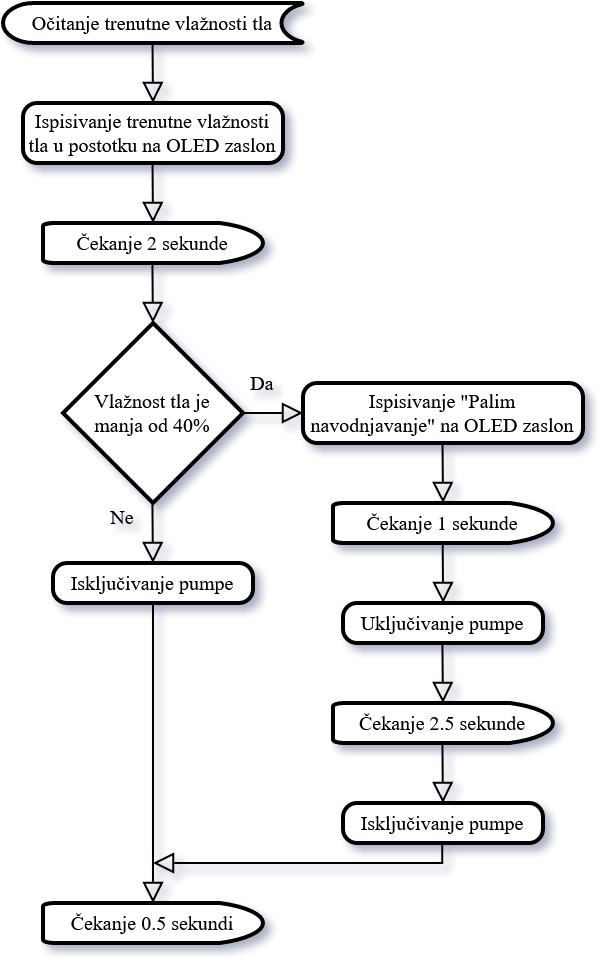 Očitanje trenutne vlažnosti tla
Ispisivanje trenutne vlažnosti
tla u postotku na OLED zaslon
Čekanje 2 sekunde
Vlažnost tla je
manja od 40%
Da
Ispisivanje "Palim
navodnjavanje" na OLED zaslon
Čekanje 1 sekunde
Uključivanje pumpe
Čekanje 2.5 sekunde
Isključivanje pumpe
Ne
Isključivanje pumpe
Čekanje 0.5 sekundi